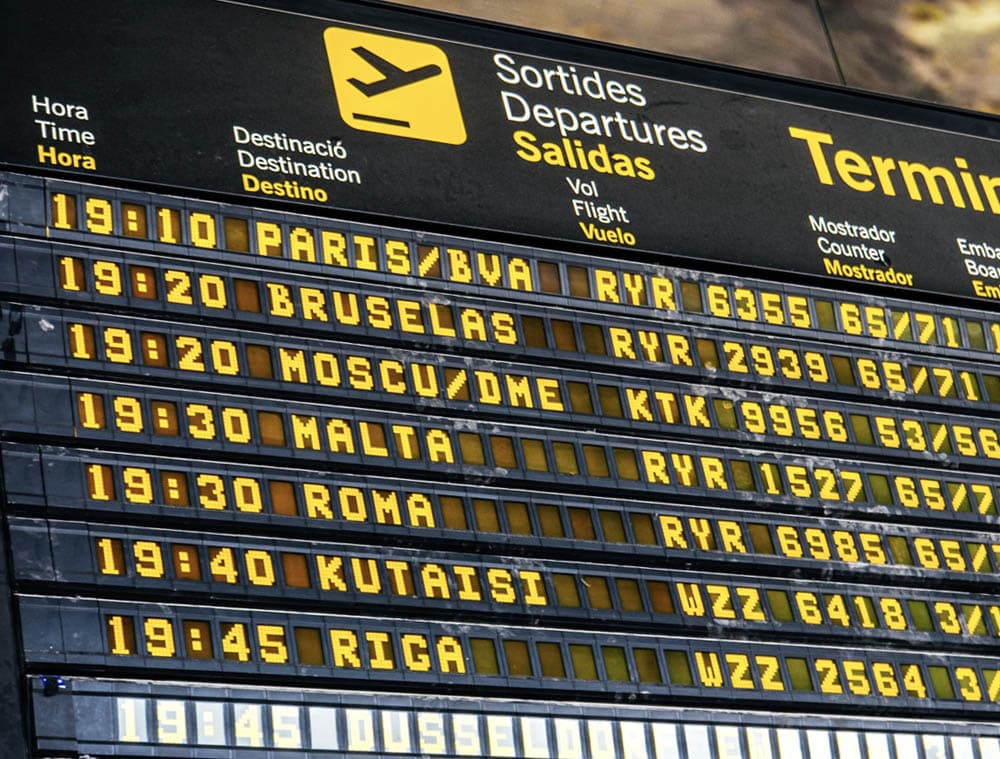 Sortides
Departures
Salidas
Hora
Time
Hora
Destinació
Destination
Destino
Vol
Flight
Vuelo
Mostrador
Counter
Mostrador
19:10 PARIS/BVA RYR 6355 65/71
19:20 BRUSELAS RYR 2939 65/71
19:20 MOSCU/DME KTK 9956 53/56
19:30 MALTA RYR 1527 65/7
19:30 ROMA RYR 6985 65/
19:40 KUTAISI WZZ 6418 3/
19:45 RIGA WZZ 2564 3/
19:45 DUSSELDOR